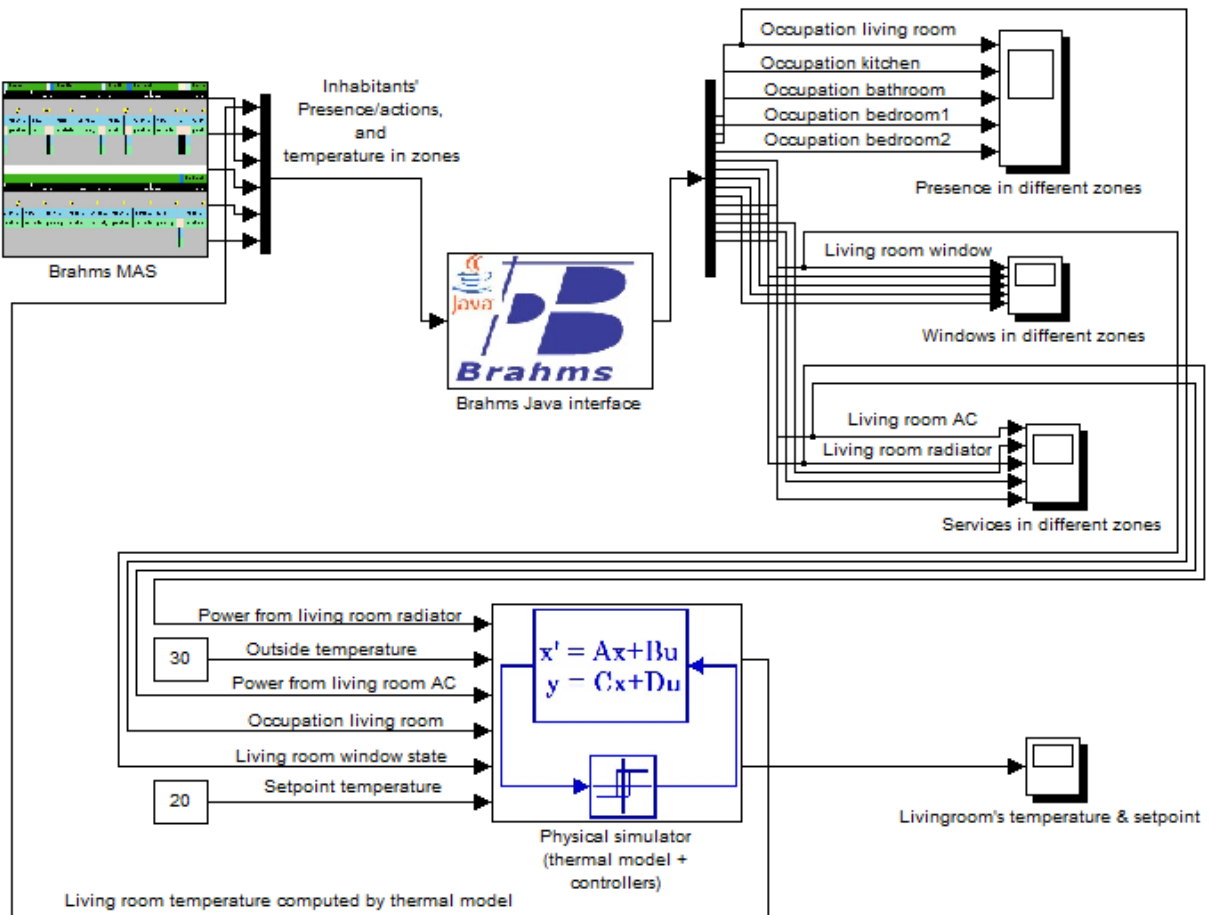 Occupation living room
Occupation kitchen
Occupation bathroom
Occupation bedroom1
Occupation bedroom2
Presence in different zones
Inhabitants'
Presence/actions,
and
temperature in zones
Brahms MAS
Living room window
Windows in different zones
Java
Brahms
Brahms Java interface
Living room AC
Living room radiator
Services in different zones
Power from living room radiator
30
Outside temperature
Power from living room AC
Occupation living room
Living room window state
20
Setpoint temperature
x' = Ax+Bu
y = Cx+Du
Physical simulator
(thermal model +
controllers)
Livingroom's temperature & setpoint
Living room temperature computed by thermal model